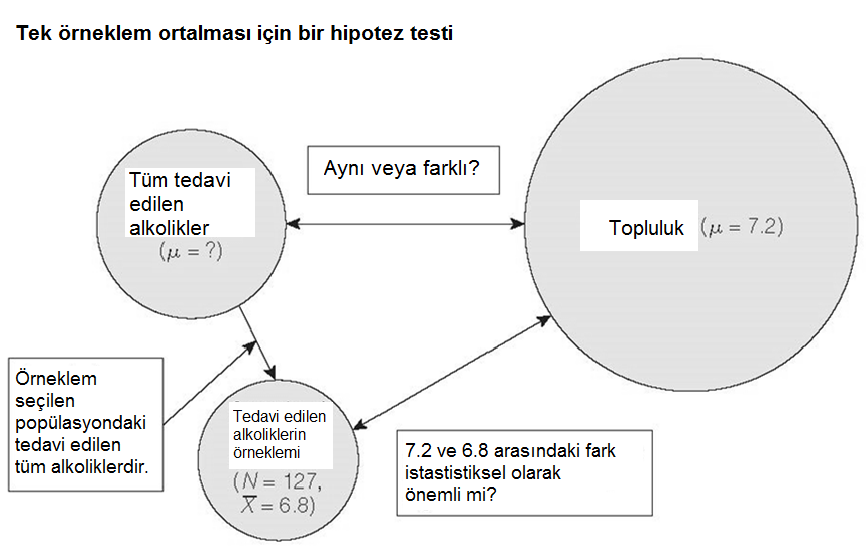 Tek örneklem ortalması için bir hipotez testi
Aynı veya farklı?
Tüm tedavi
edilen
alkolikler
(μ = ?)
Topluluk (μ = 7.2)
Örneklem
seçilen
popülasyondaki
tedavi edilen
tüm alkoliklerdir.
Tedavi edilen
alkoliklerin
örneklemi
(N = 127,
X̅ = 6.8)
7.2 ve 6.8 arasındaki fark
istastistiksel olarak
önemli mi?